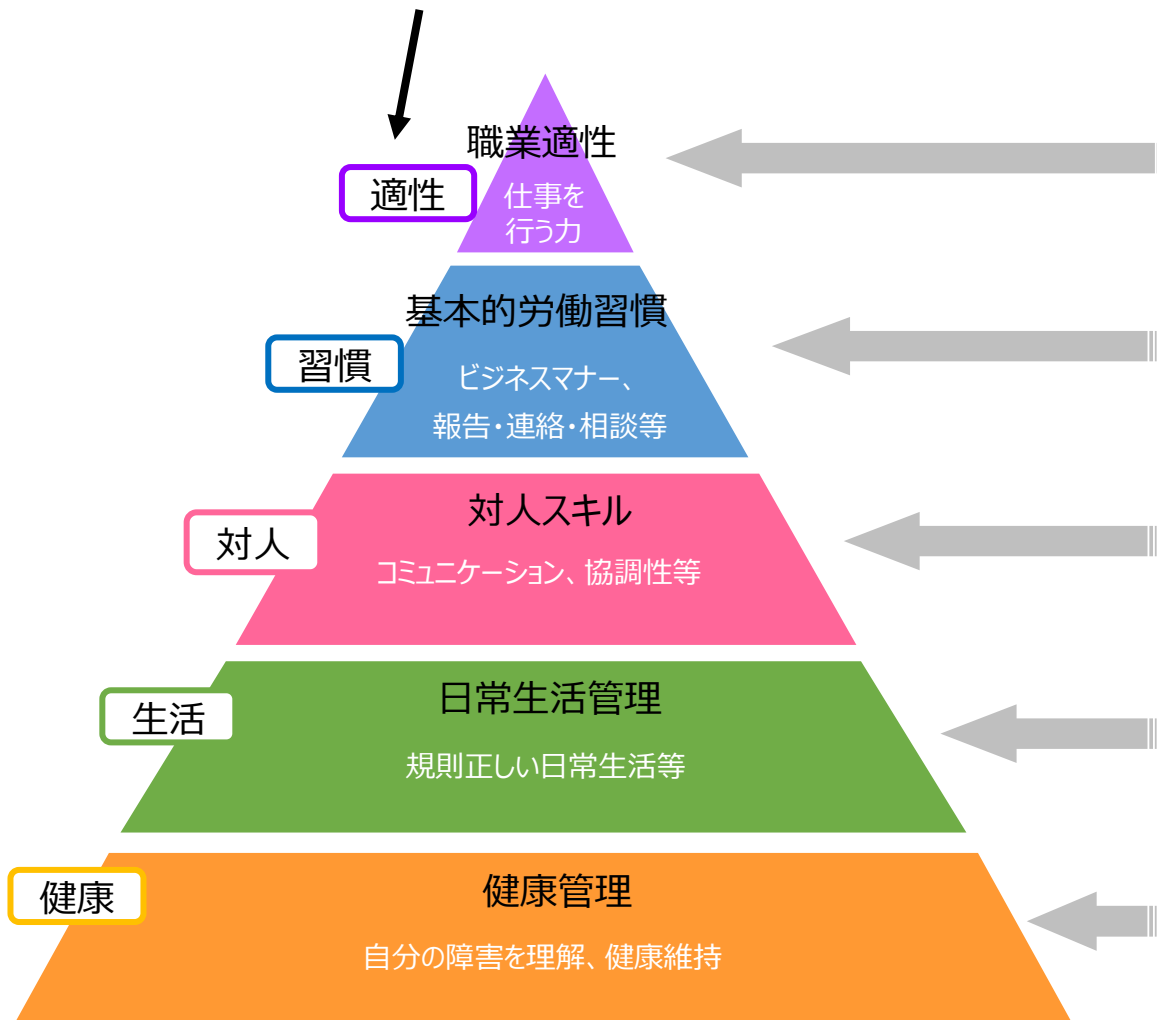 職業適性
適性
仕事を
行う力
基本的労働習慣
習慣
ビジネスマナー、
報告・連絡・相談等
対人スキル
対人
コミュニケーション、協調性等
日常生活管理
生活
規則正しい日常生活等
健康管理
健康
自分の障害を理解、健康維持